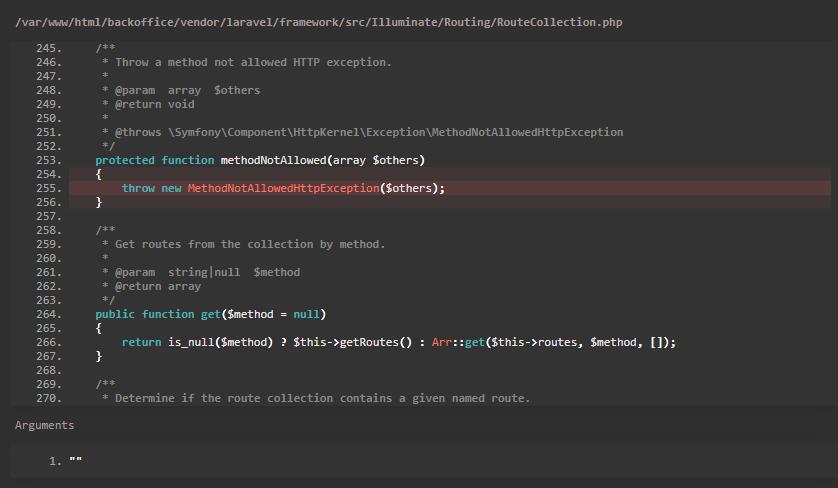 /var/www/html/backoffice/vendor/laravel/framework/src/Illuminate/Routing/RouteCollection.php
245. /**
246. * Throw a method not allowed HTTP exception.
247. *
248. * @param  array  $others
249. * @return void
250. *
251. * @throws \Symfony\Component\HttpKernel\Exception\MethodNotAllowedHttpException
252. */
253. protected function methodNotAllowed(array $others)
254. {
255. throw new MethodNotAllowedHttpException($others);
256. }
257.
258. /**
259. * Get routes from the collection by method.
260. *
261. * @param  string|null  $method
262. * @return array
263. */
264. public function get($method = null)
265. {
266. return is_null($method) ? $this->getRoutes() : Arr::get($this->routes, $method, []);
267. }
268.
269. /**
270. * Determine if the route collection contains a given named route.
Arguments
1. ""